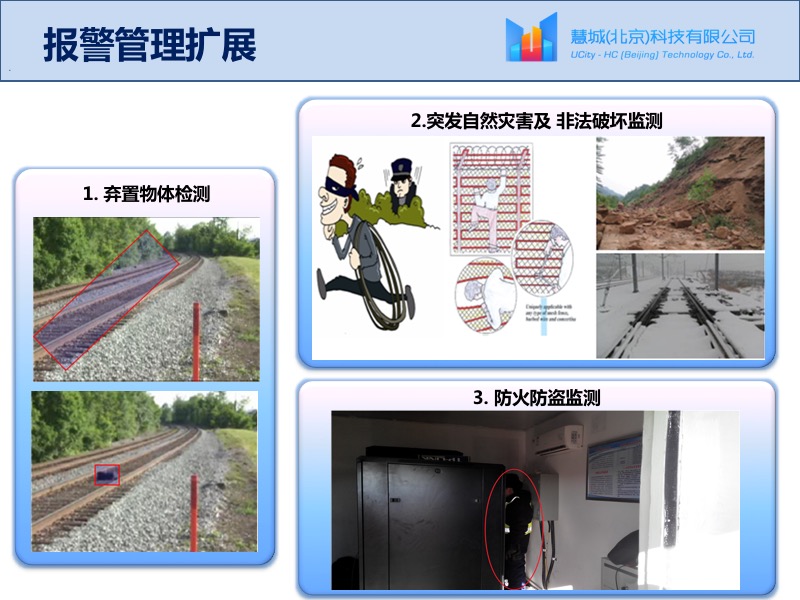 报警管理扩展
慧城(北京)科技有限公司
UCity - HC (Beijing) Technology Co., Ltd.
1. 弃置物体检测
2.突发自然灾害及 非法破坏监测
Uniquely applicable with
any type of mesh fence,
barbed wire and concertina
3. 防火防盗监测